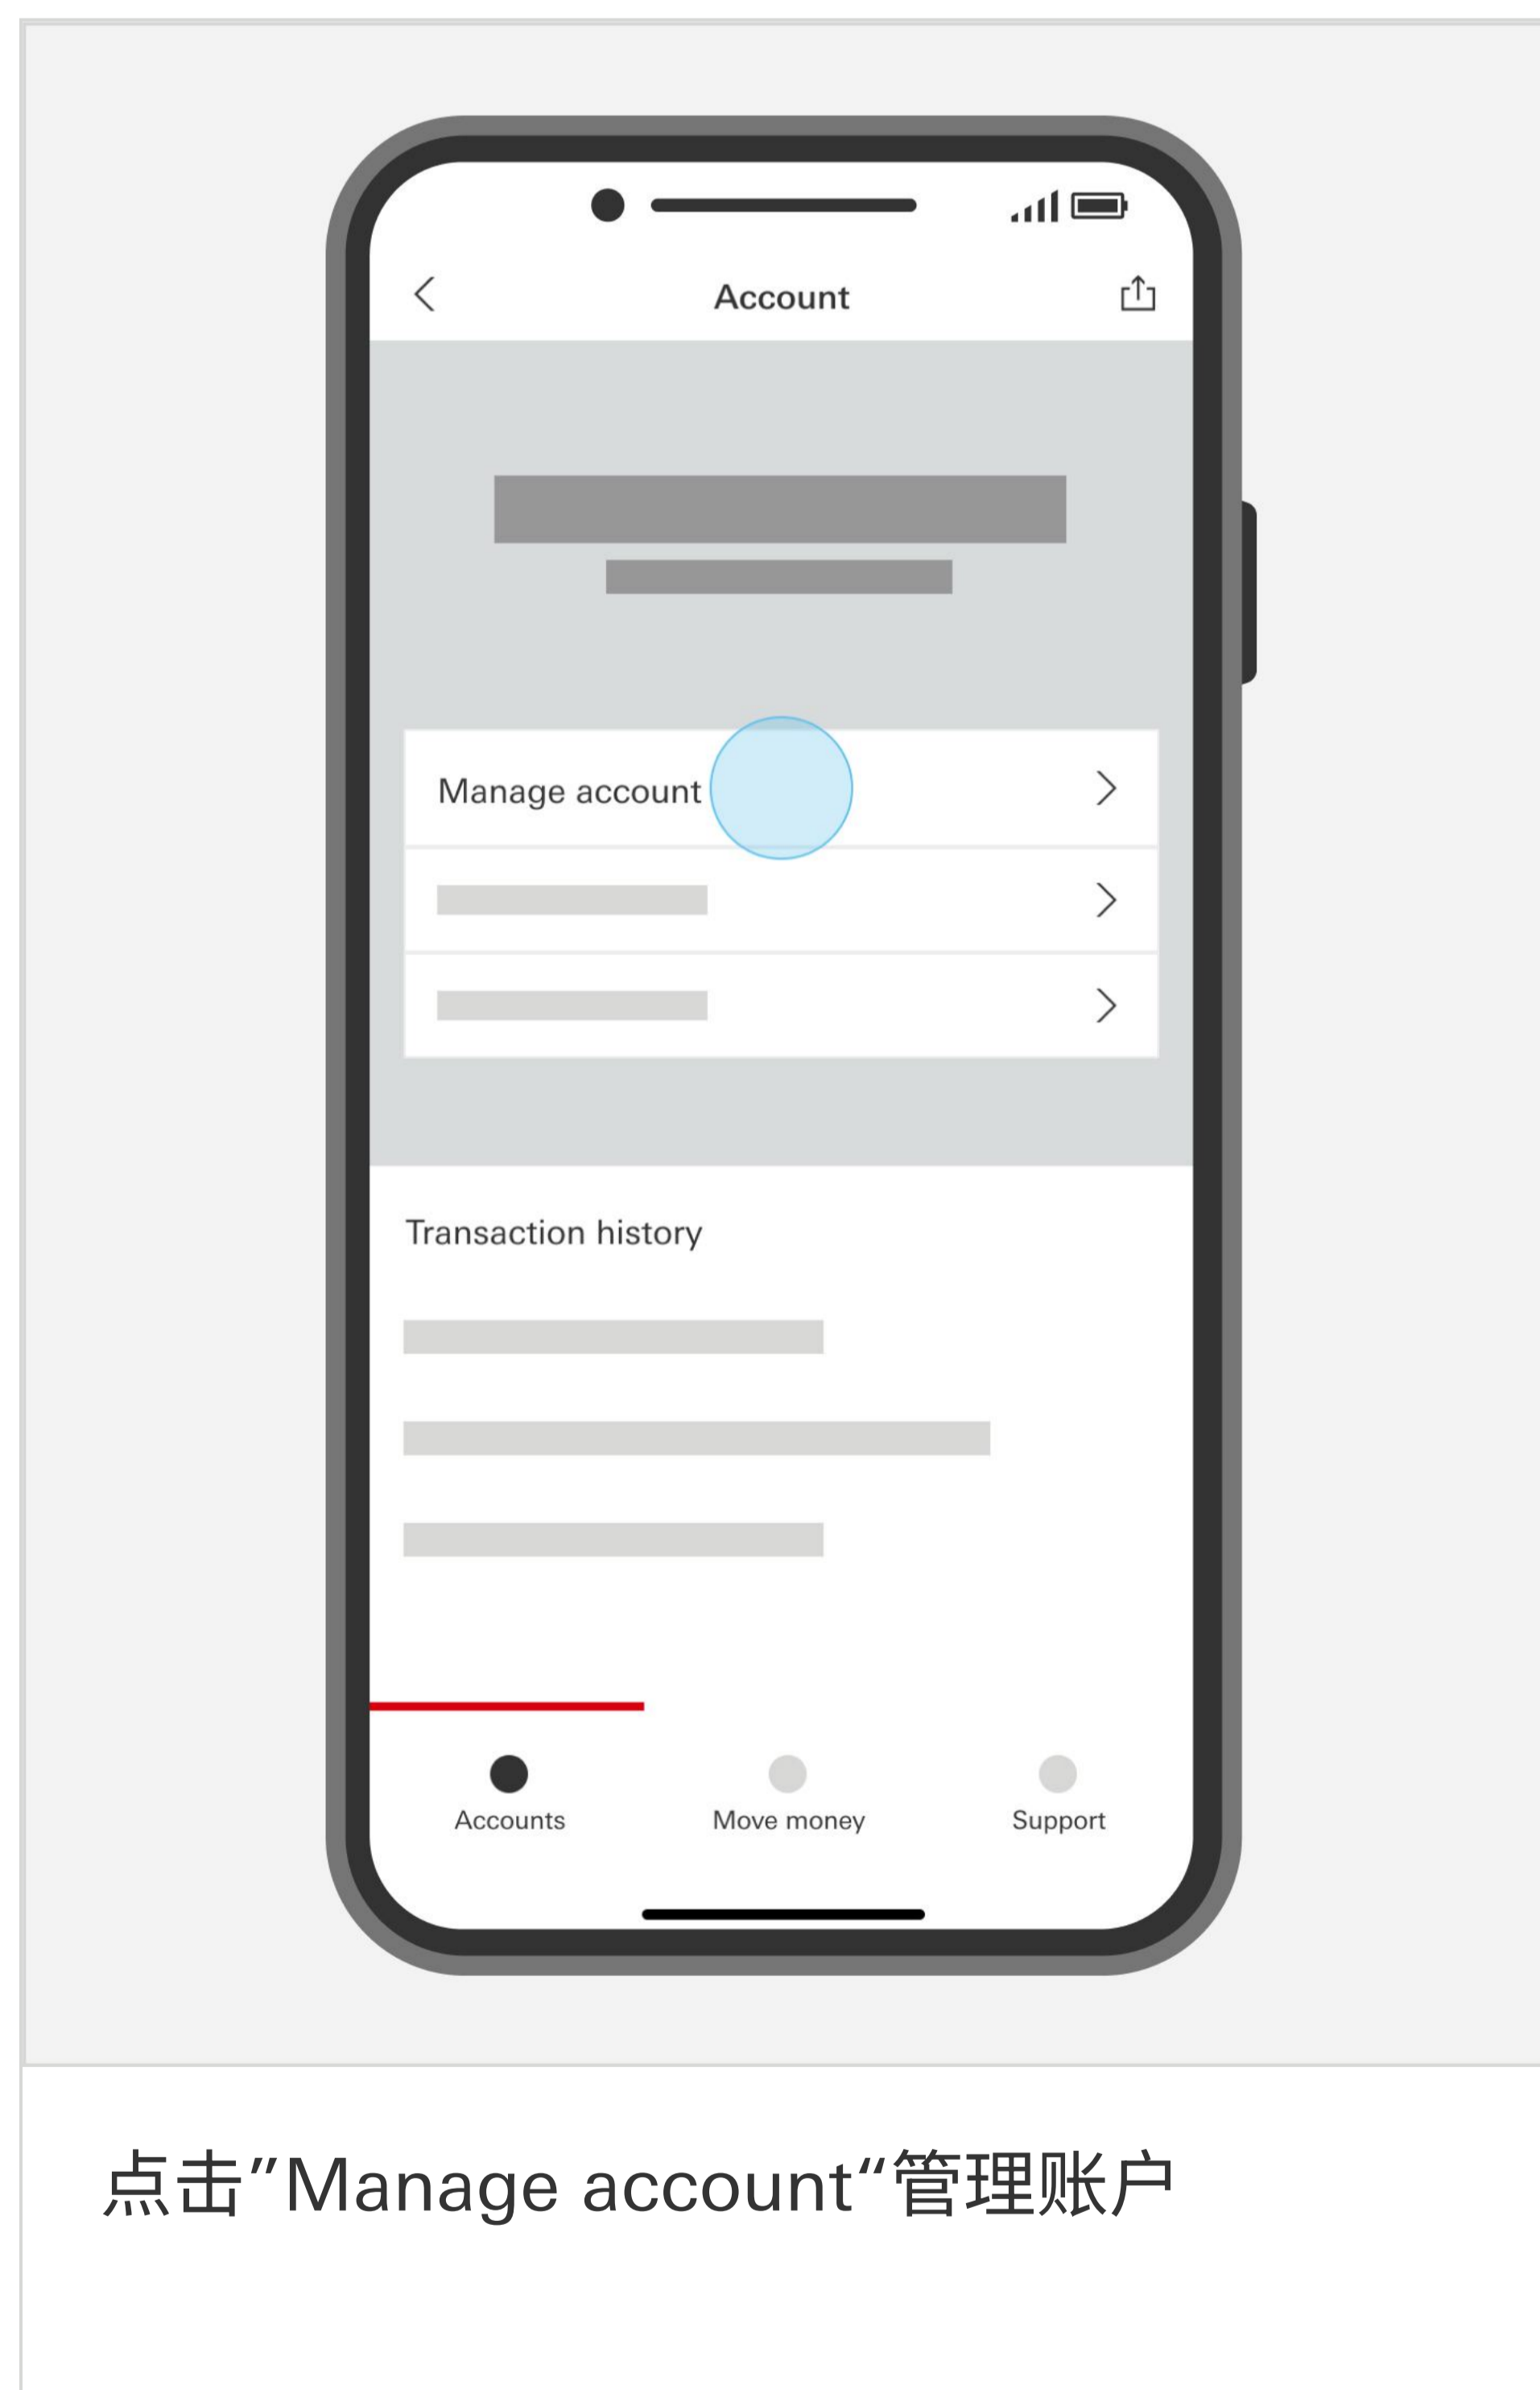 Account
Manage account
Transaction history
Accounts
Move money
Support
点击“Manage account”管理账户